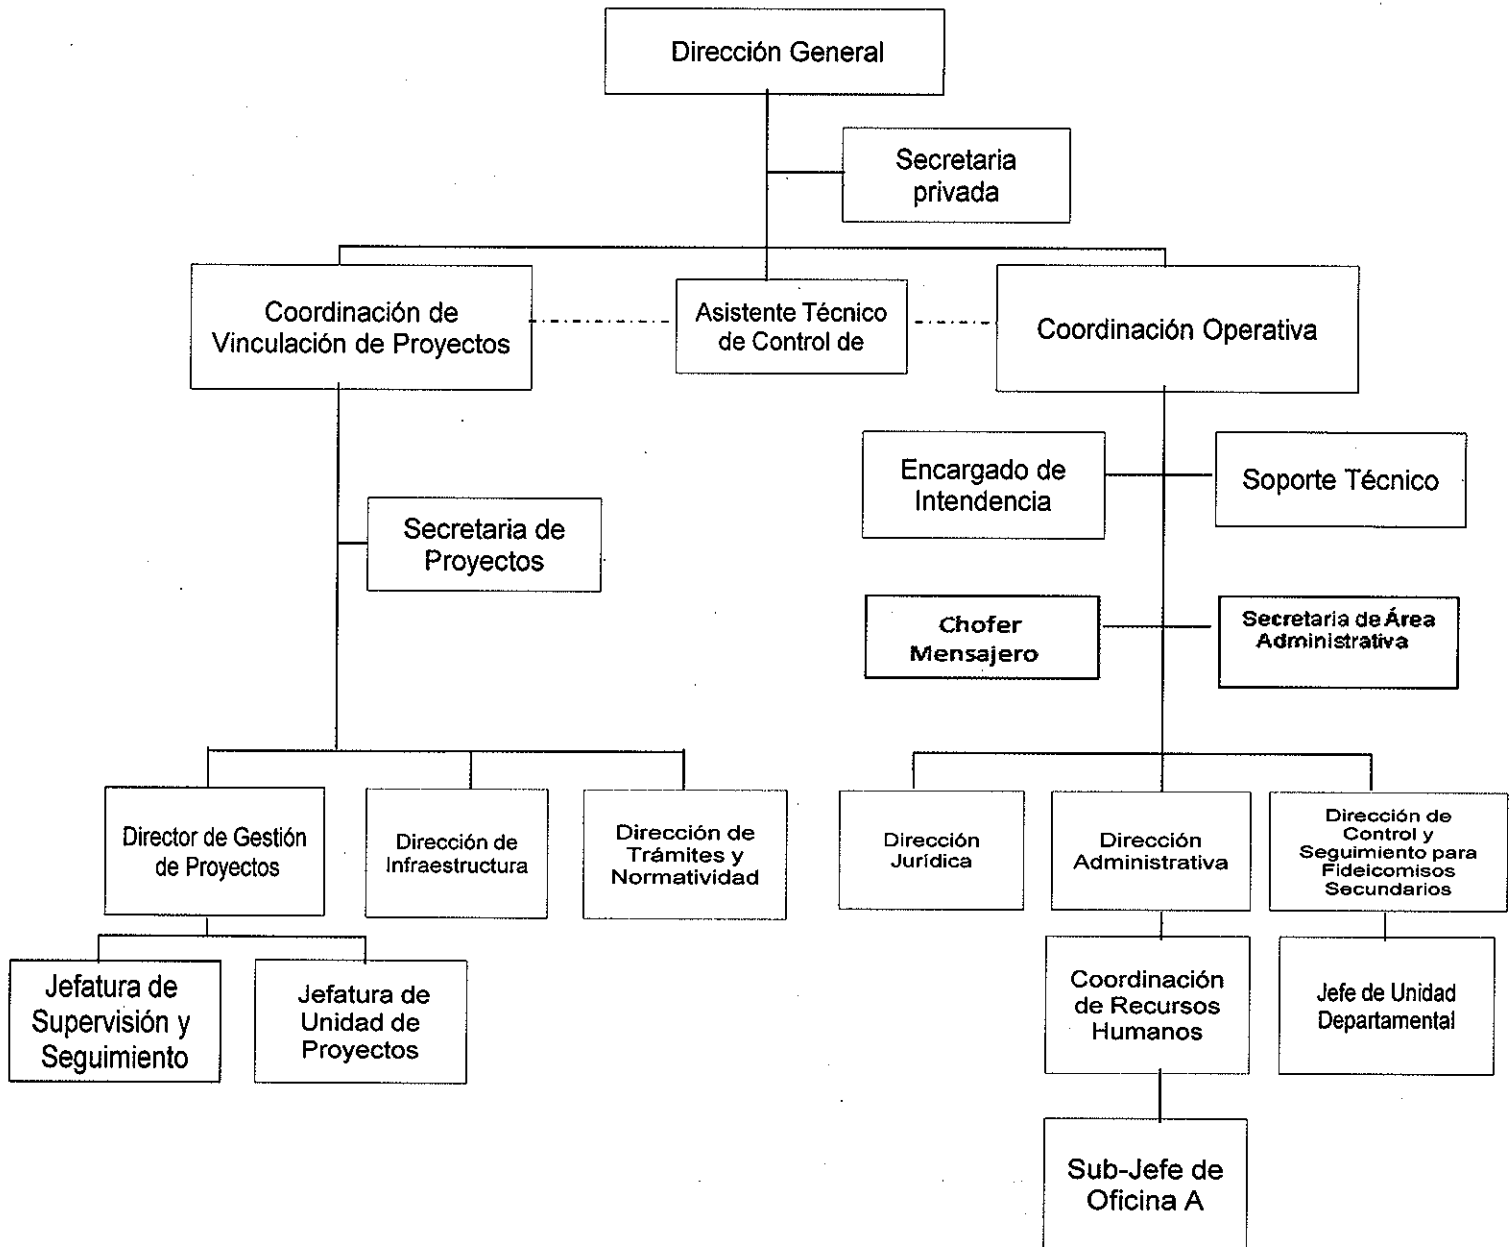 Dirección General
Secretaria
privada
Coordinación de
Vinculación de Proyectos
Asistente Técnico
de Control de
Coordinación Operativa
Encargado de
Intendencia
Soporte Técnico
Secretaria de
Proyectos
Chofer
Mensajero
Secretaria de Área
Administrativa
Director de Gestión
de Proyectos
Dirección de
Infraestructura
Dirección de
Trámites y
Normatividad
Dirección
Jurídica
Dirección
Administrativa
Dirección de
Control y
Seguimiento para
Fideicomisos
Secundarios
Jefatura de
Supervisión y
Seguimiento
Jefatura de
Unidad de
Proyectos
Coordinación
de Recursos
Humanos
Jefe de Unidad
Departamental
Sub-Jefe de
Oficina A